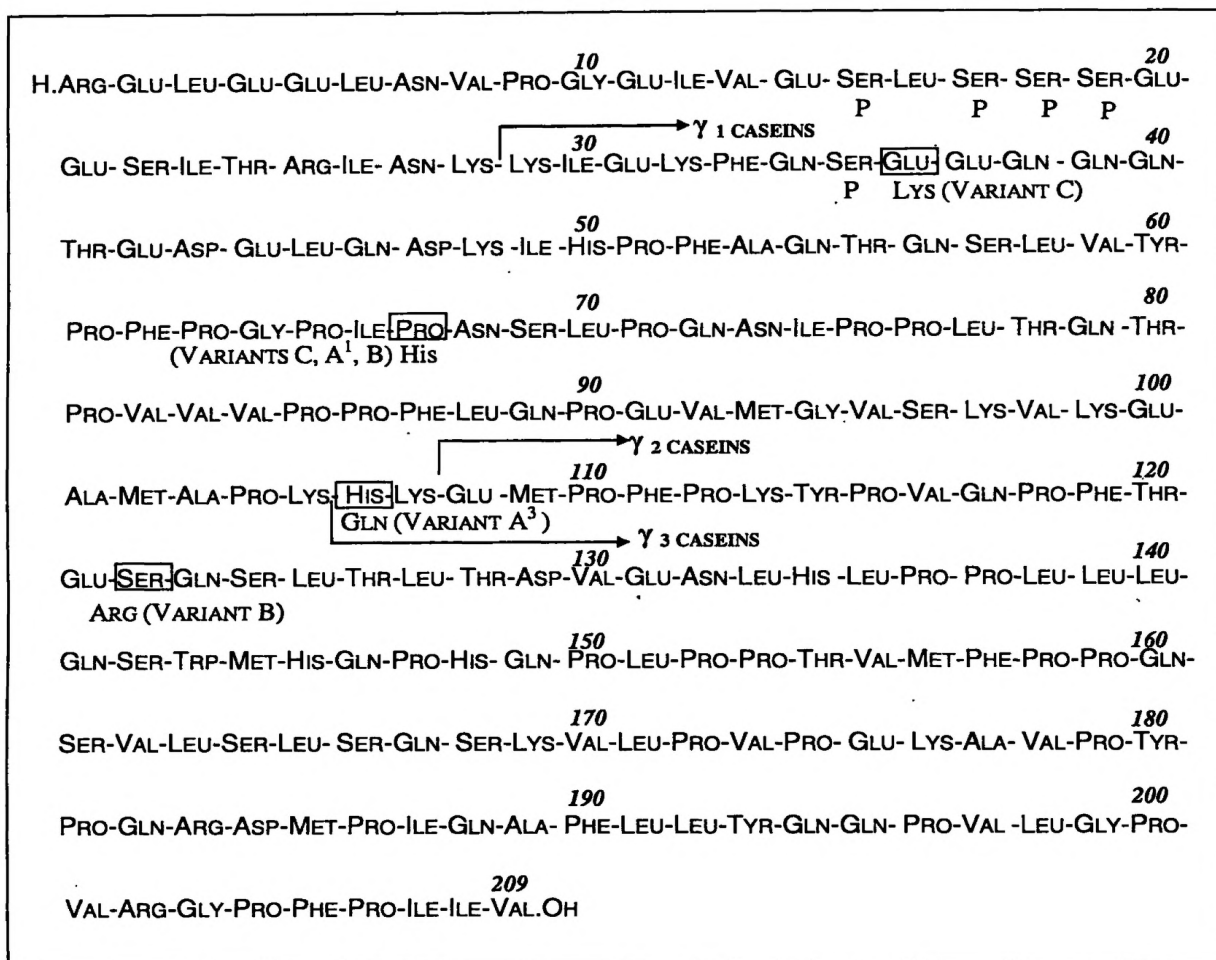 10 20
H.ARG-GLU-LEU-GLU-GLU-LEU-ASN-VAL-PRO-GLY-GLU-ILE-VAL- GLU- SER-LEU- SER- SER- SER-GLU-
P P P P
γ 1 CASEINS
30 40
GLU- SER-ILE-THR- ARG-ILE- ASN-LYS-LYS-ILE-GLU-LYS-PHE-GLN-SER-GLU-GLU-GLN - GLN-GLN-
P LYS (VARIANT C)
50 60
THR-GLU-ASP- GLU-LEU-GLN- ASP-LYS -ILE -HIS-PRO-PHE-ALA-GLN-THR- GLN- SER-LEU- VAL-TYR-
70 80
PRO-PHE-PRO-GLY-PRO-ILE-PRO-ASN-SER-LEU-PRO-GLN-ASN-ILE-PRO-PRO-LEU- THR-GLN -THR-
(VARIANTS C, A1, B) His
90 100
PRO-VAL-VAL-VAL-PRO-PRO-PHE-LEU-GLN-PRO-GLU-VAL-MET-GLY-VAL-SER- LYS-VAL- LYS-GLU-
γ 2 CASEINS
110 120
ALA-MET-ALA-PRO-LYS-HIS-LYS-GLU -MET-PRO-PHE-PRO-LYS-TYR-PRO-VAL-GLN-PRO-PHE-THR-
GLN (VARIANT A3)
γ 3 CASEINS
130 140
GLU-SER-GLN-SER- LEU-THR-LEU- THR-ASP-VAL-GLU-ASN-LEU-HIS -LEU-PRO- PRO-LEU- LEU-LEU-
ARG (VARIANT B)
150 160
GLN-SER-TRP-MET-HIS-GLN-PRO-HIS- GLN- PRO-LEU-PRO-PRO-THR-VAL-MET-PHE-PRO-PRO-GLN-
170 180
SER-VAL-LEU-SER-LEU- SER-GLN- SER-LYS-VAL-LEU-PRO-VAL-PRO- GLU- LYS-ALA- VAL-PRO-TYR-
190 200
PRO-GLN-ARG-ASP-MET-PRO-ILE-GLN-ALA- PHE-LEU-LEU-TYR-GLN-GLN- PRO-VAL -LEU-GLY-PRO-
209
VAL-ARG-GLY-PRO-PHE-PRO-ILE-ILE-VAL.OH